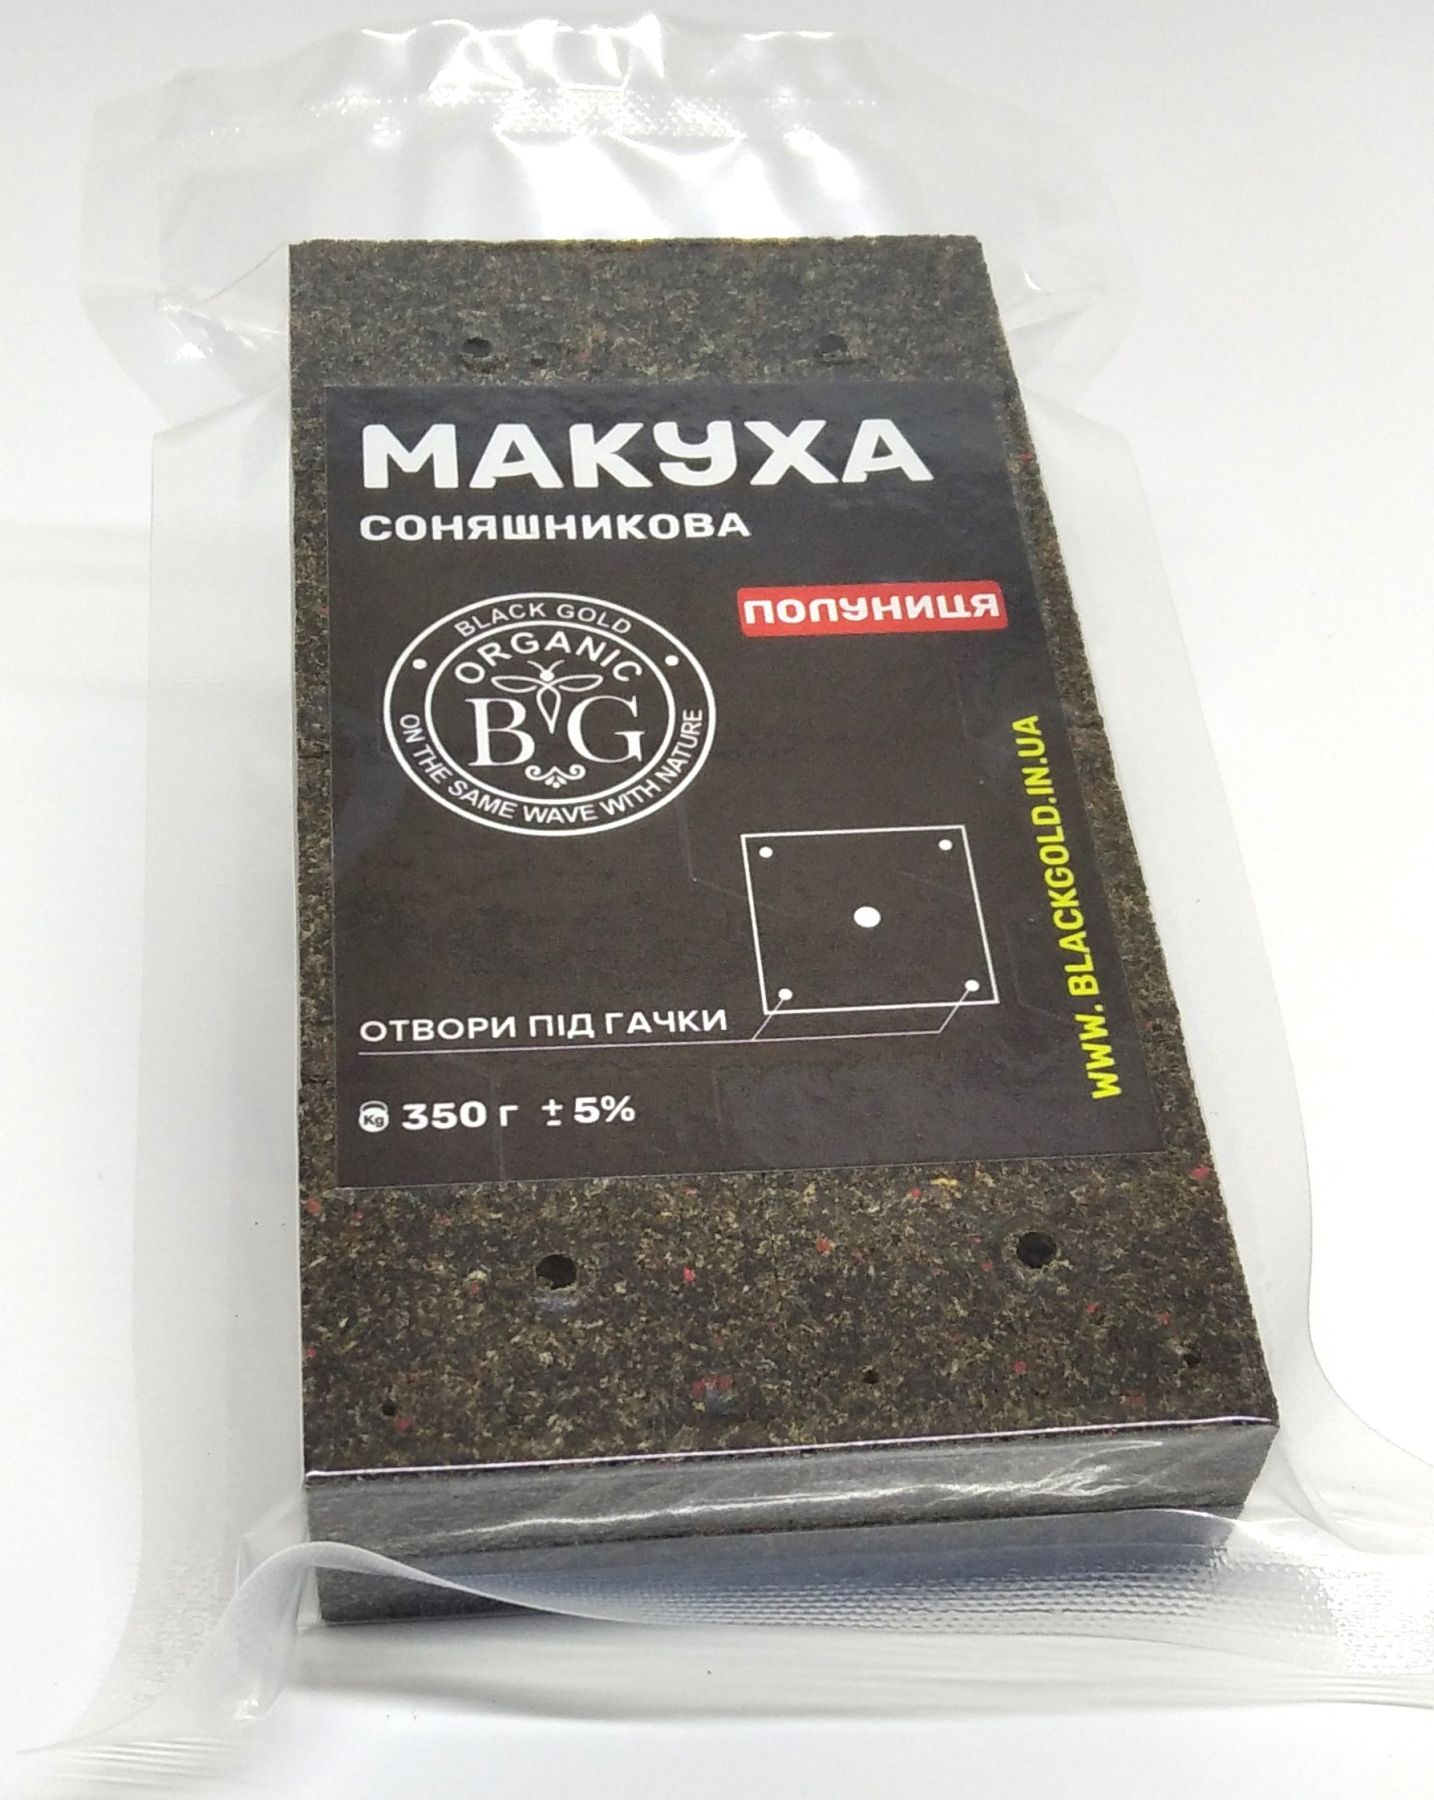 МАКУХА
СОНЯШНИКОВА
ПОЛУНИЦЯ
BLACK GOLD
ORGANIC
BG
ON THE SAME WAVE WITH NATURE
WWW. BLACKGOLD.IN.UA
ОТВОРИ ПІД ГАЧКИ
Kg 350 г ± 5%